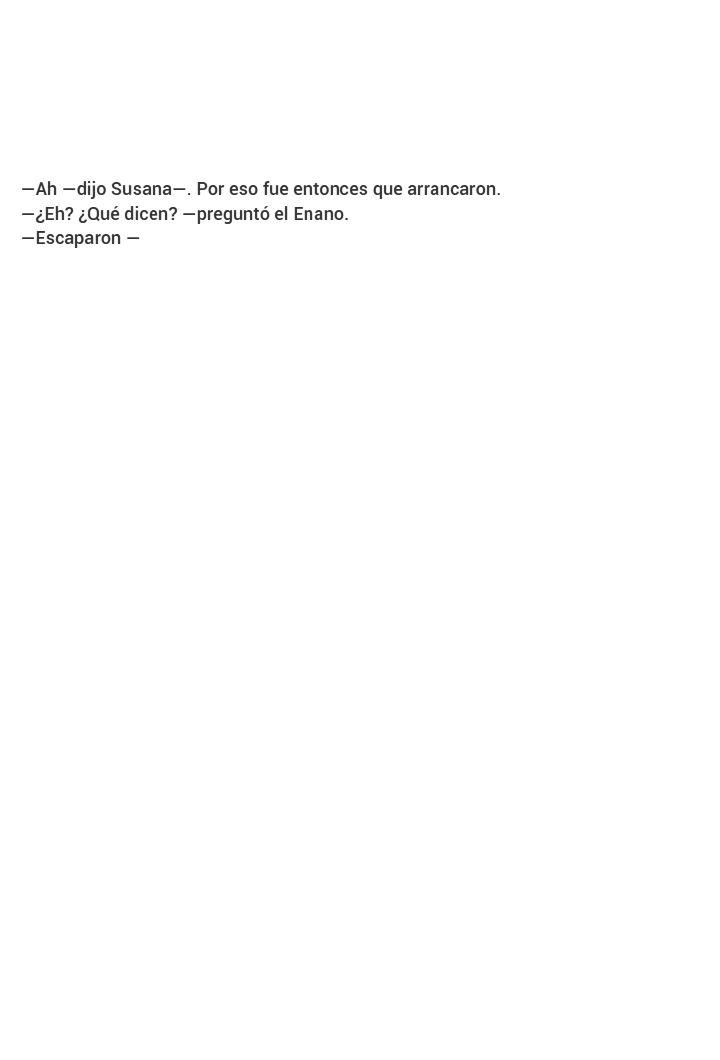 —Ah —dijo Susana—. Por eso fue entonces que arrancaron.
—¿Eh? ¿Qué dicen? —preguntó el Enano.
—Escaparon —